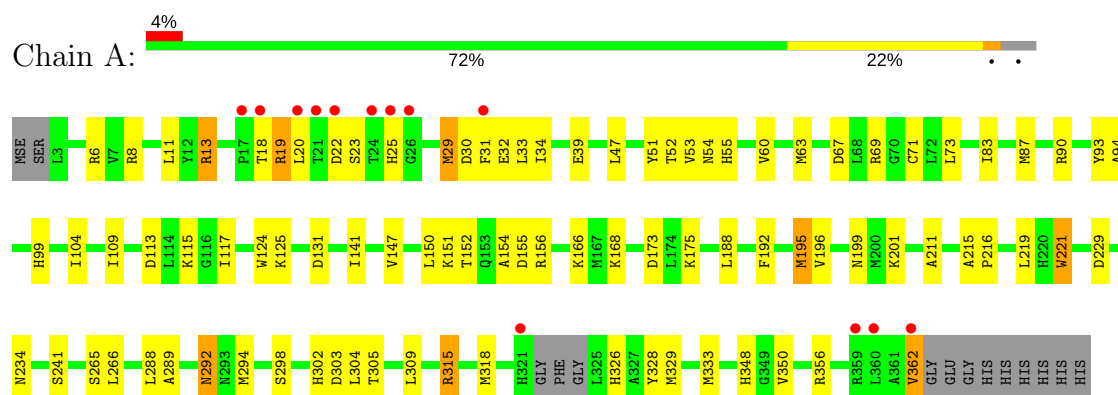 4%
Chain A:
72% 22% • •
MSE SER L3 R6 V7 R8 L11 Y12 R13 P17 T18 R19 L20 T21 D22 S23 T24 H25 G26 M29 D30 F31 E32 L33 I34 E39 L47 Y51 T52 V53 N54 H55 V60 M63 D67 L68 R69 G70 C71 L72 L73 I83 M87 R90 Y93 A94
H99 I104 I109 D113 L114 K115 G116 I117 W124 K125 D131 I141 V147 L150 K151 T152 Q153 A154 D155 R156 K166 M167 K168 D173 L174 K175 L188 F192 M195 V196 N199 M200 K201 A211 A215 P216 L219 H220 W221 D229
N234 S241 S265 L266 L288 A289 N292 N293 M294 S298 H302 D303 L304 T305 L309 R315 M318 H321 GLY PHE GLY L325 H326 A327 Y328 M329 M333 H348 G349 V350 R356 R359 L360 A361 V362 GLY GLU GLY HIS HIS HIS HIS HIS HIS